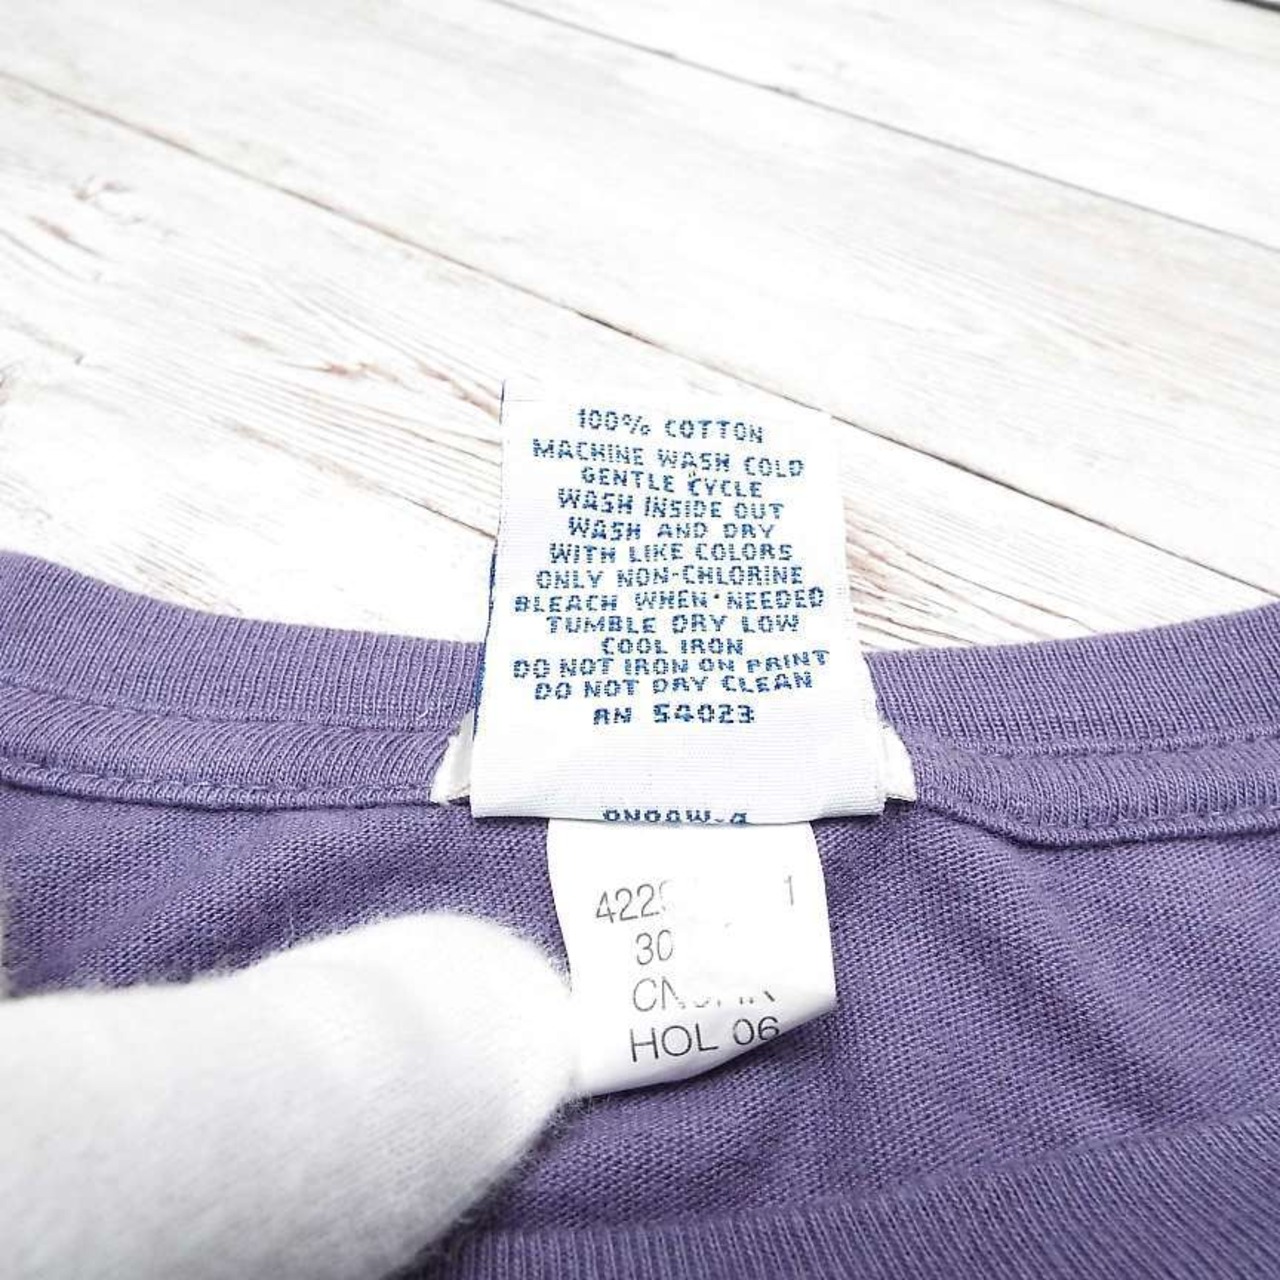 100% COTTON
MACHINE WASH COLD
GENTLE CYCLE
WASH INSIDE OUT
WASH AND DRY
WITH LIKE COLORS
ONLY NON-CHLORINE
BLEACH WHEN NEEDED
TUMBLE DRY LOW
COOL IRON
DO NOT IRON ON PRINT
DO NOT DRY CLEAN
RN 54023
30
HOL 06